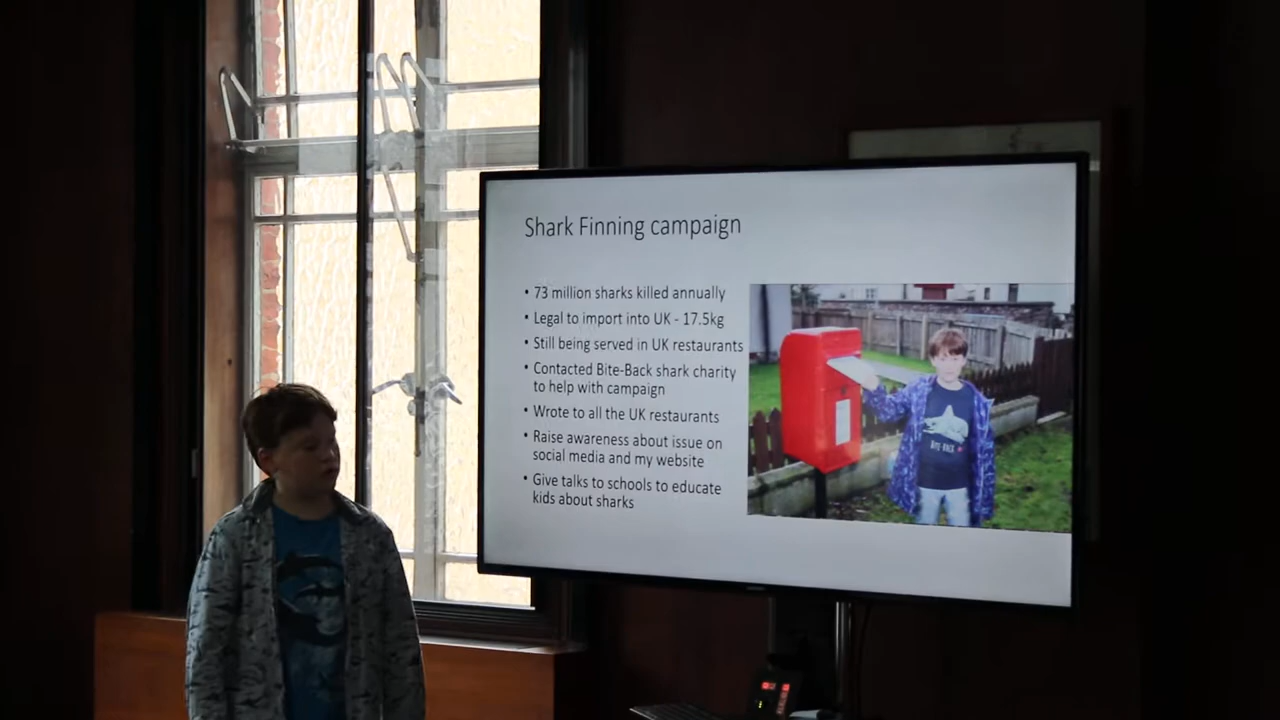 Shark Finning campaign
• 73 million sharks killed annually
• Legal to import into UK - 17.5kg
• Still being served in UK restaurants
• Contacted Bite-Back shark charity
to help with campaign
• Wrote to all the UK restaurants
• Raise awareness about issue on
social media and my website
• Give talks to schools to educate
kids about sharks
BITE-BACK